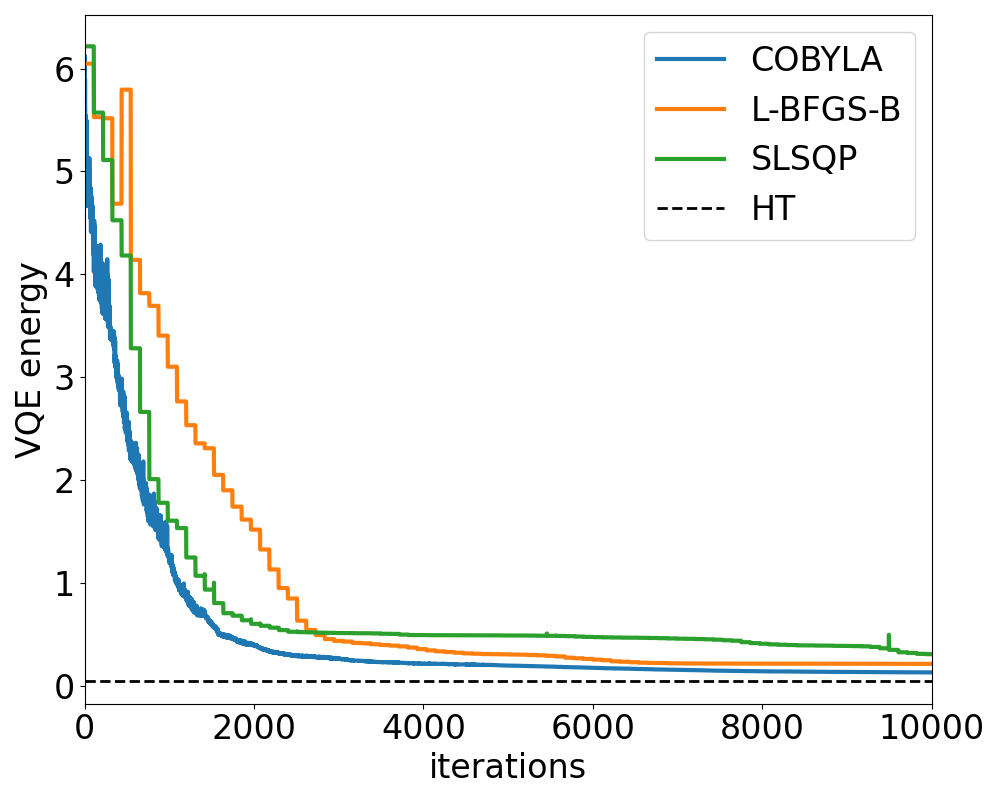 COBYLA
L-BFGS-B
SLSQP
HT
VQE energy
6
5
4
3
2
1
0
0 2000 4000 6000 8000 10000
iterations